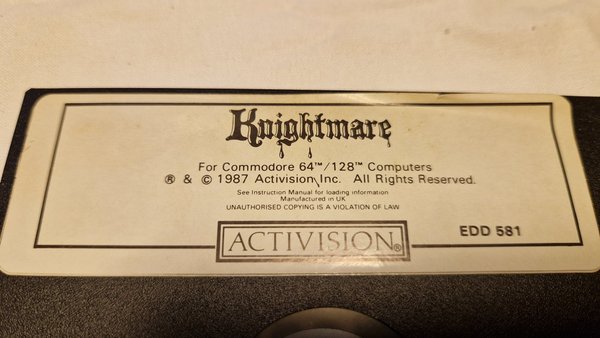 Knightmare
For Commodore 64™/128™ Computers
® & © 1987 Activision, Inc. All Rights Reserved.
See Instruction Manual for loading information
Manufactured in UK
UNAUTHORISED COPYING IS A VIOLATION OF LAW
ACTIVISION®
EDD 581